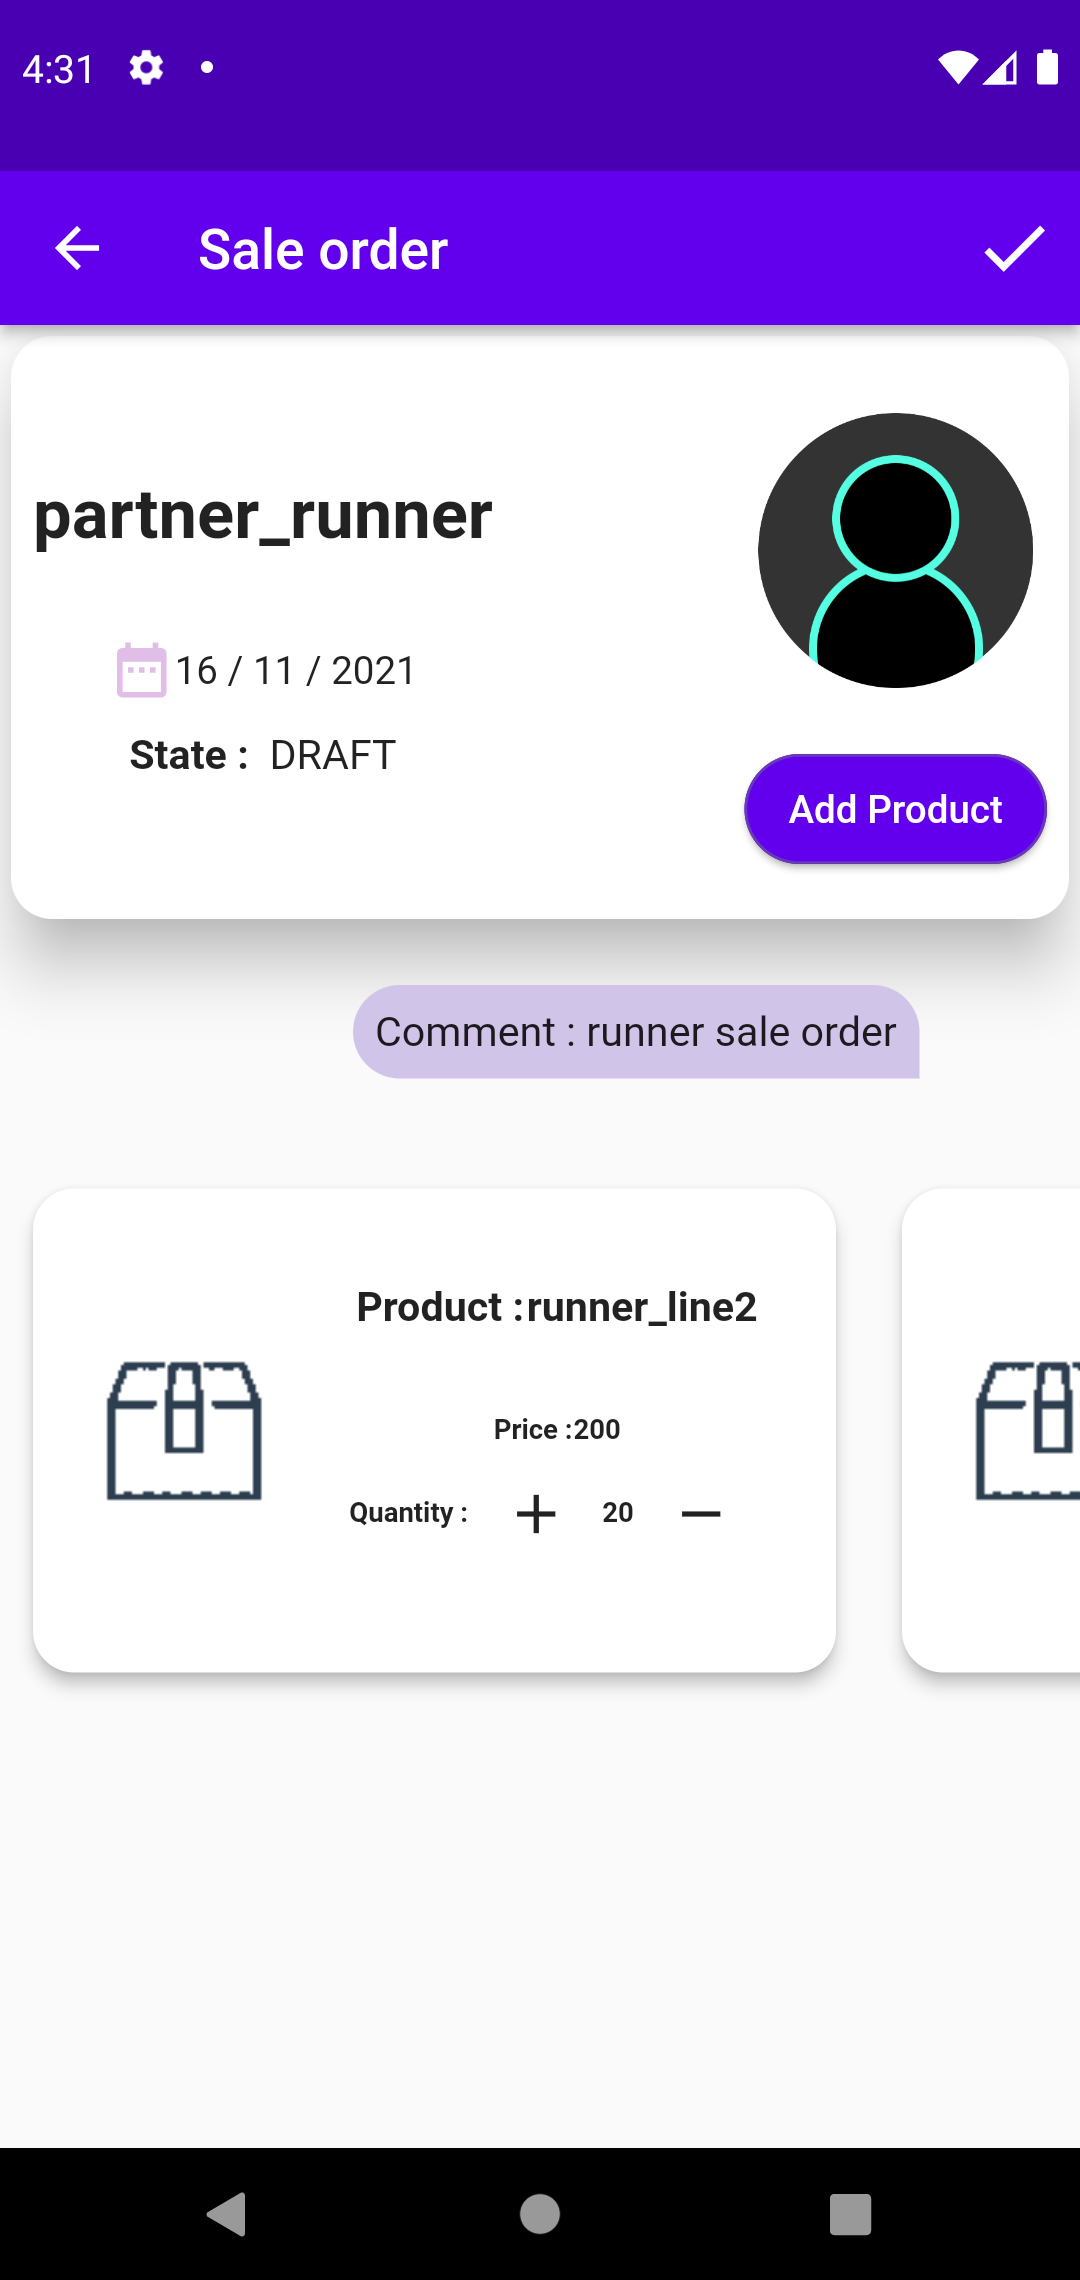 4:31
Sale order
partner_runner
16 / 11 / 2021
State : DRAFT
Add Product
Comment : runner sale order
Product :runner_line2
Price :200
Quantity : + 20 −